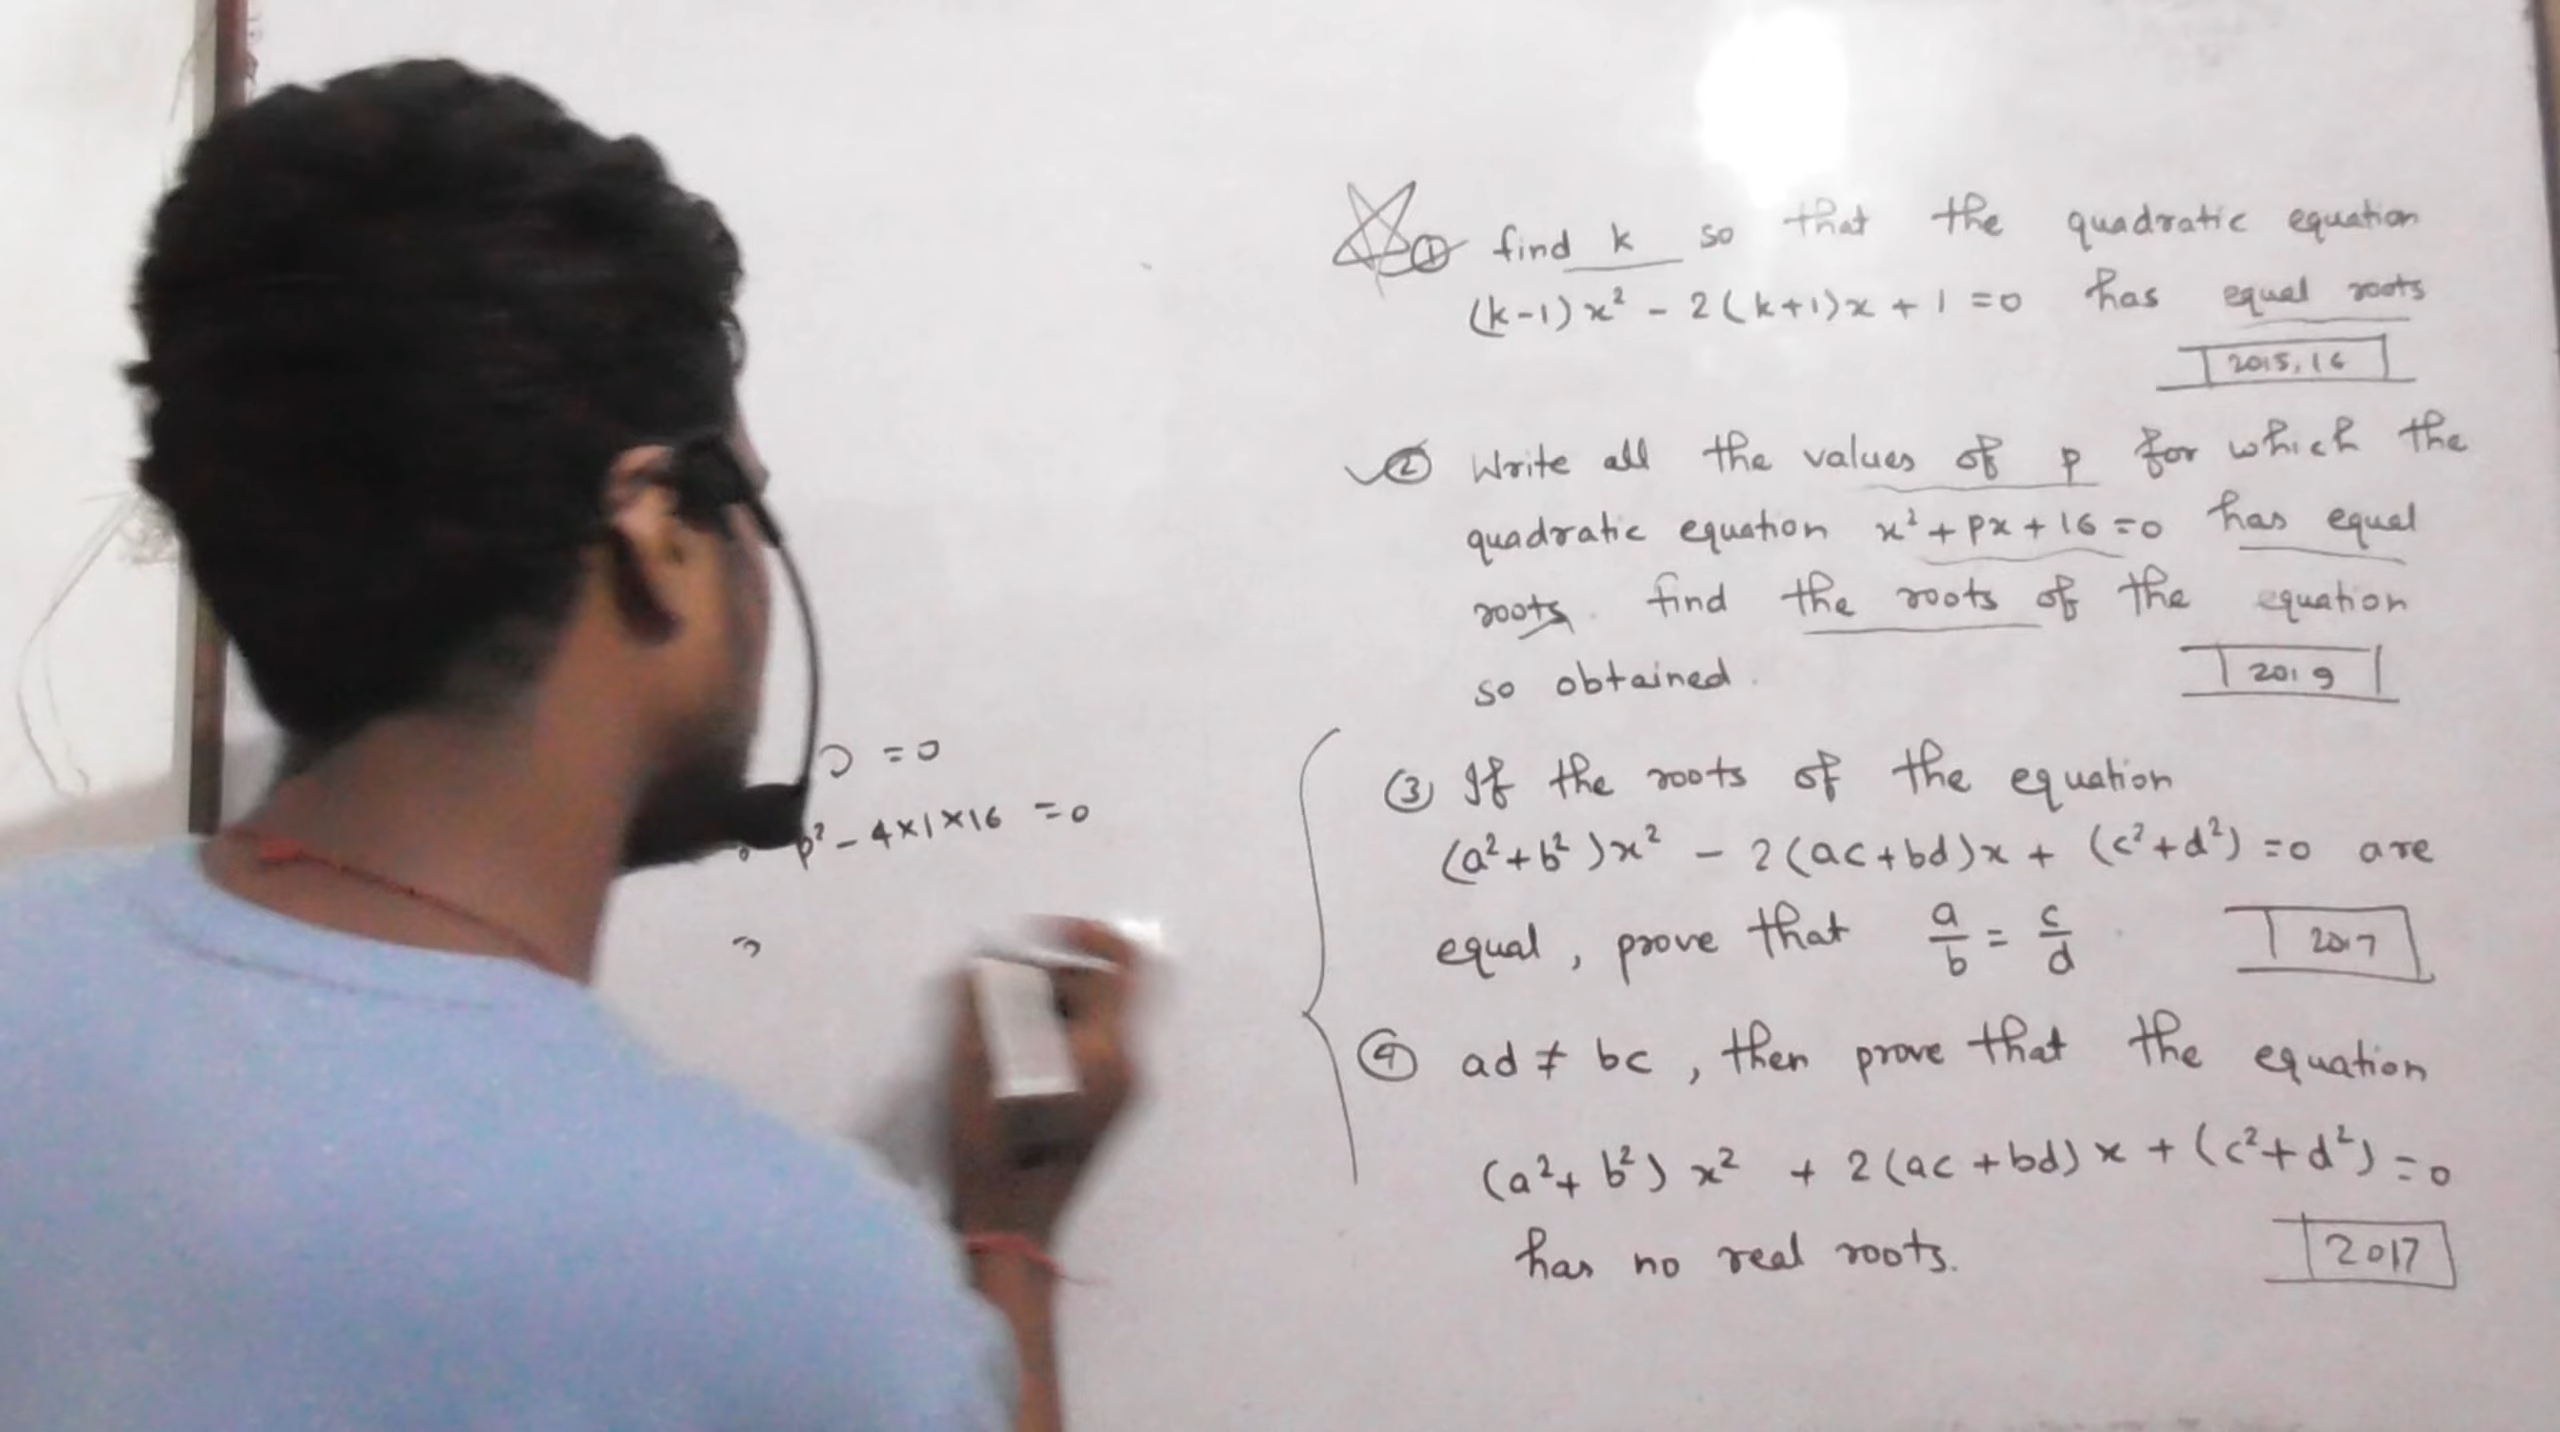 ① find k so that the quadratic equation
(k-1)x² - 2(k+1)x + 1 = 0 has equal roots
2015, 16
② Write all the values of p for which the
quadratic equation x² + px + 16 = 0 has equal
roots. find the roots of the equation
so obtained.
2019
③ If the roots of the equation
(a²+b²)x² - 2(ac+bd)x + (c²+d²) = 0 are
equal, prove that a/b = c/d
2017
④ ad ≠ bc, then prove that the equation
(a²+b²)x² + 2(ac+bd)x + (c²+d²) = 0
has no real roots.
2017
= 0
p² - 4×1×16 = 0
⇒